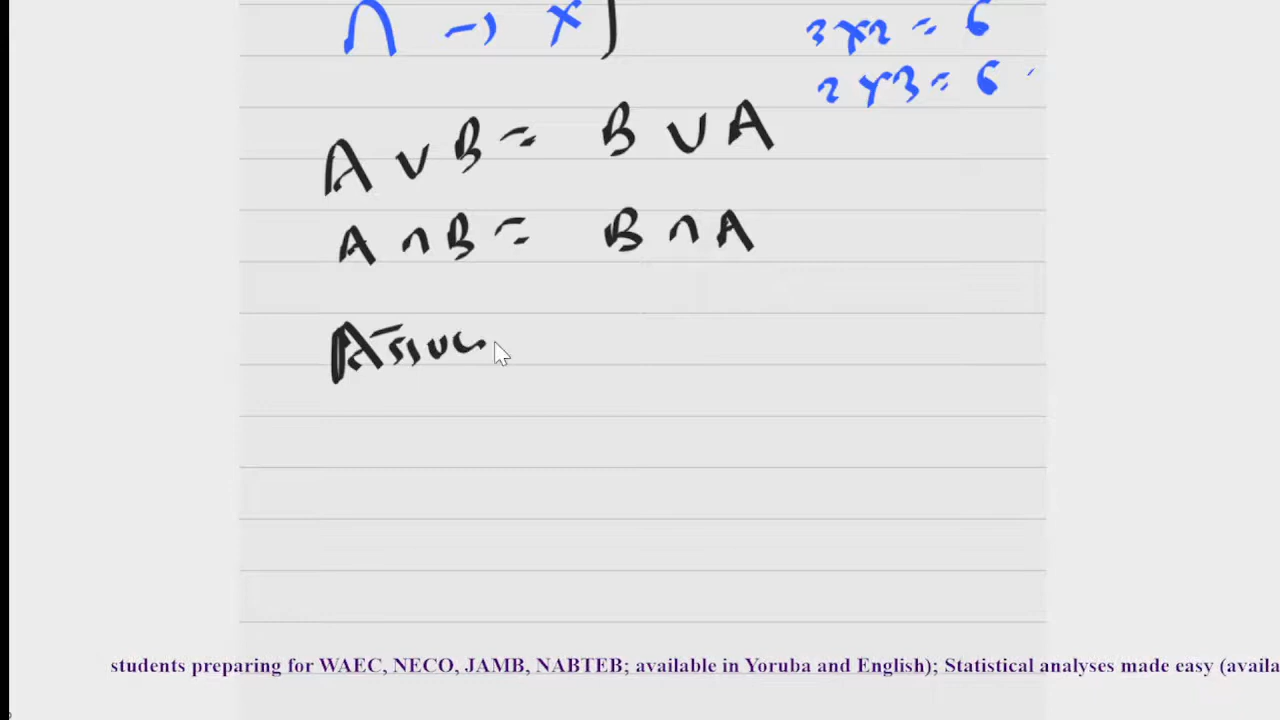 ∩ → x
3 x 2 = 6
2 x 3 = 6
A ∪ B = B ∪ A
A ∩ B = B ∩ A
Assoc
students preparing for WAEC, NECO, JAMB, NABTEB; available in Yoruba and English); Statistical analyses made easy (availa